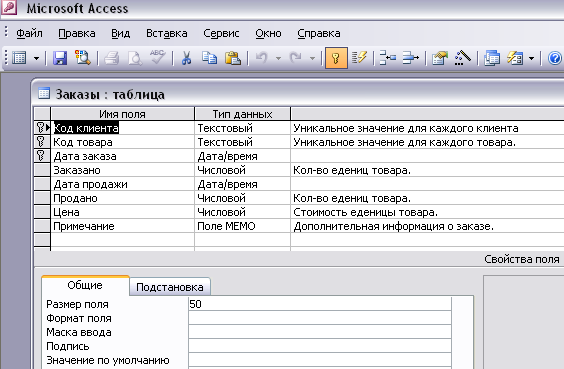 Microsoft Access
Файл Правка Вид Вставка Сервис Окно Справка
Заказы : таблица
Имя поля Тип данных
Код клиента Текстовый Уникальное значение для каждого клиента
Код товара Текстовый Уникальное значение для каждого товара.
Дата заказа Дата/время
Заказано Числовой Кол-во едениц товара.
Дата продажи Дата/время
Продано Числовой Кол-во едениц товара.
Цена Числовой Стоимость еденицы товара.
Примечание Поле МЕМО Дополнительная информация о заказе.
Свойства поля
Общие Подстановка
Размер поля 50
Формат поля
Маска ввода
Подпись
Значение по умолчанию